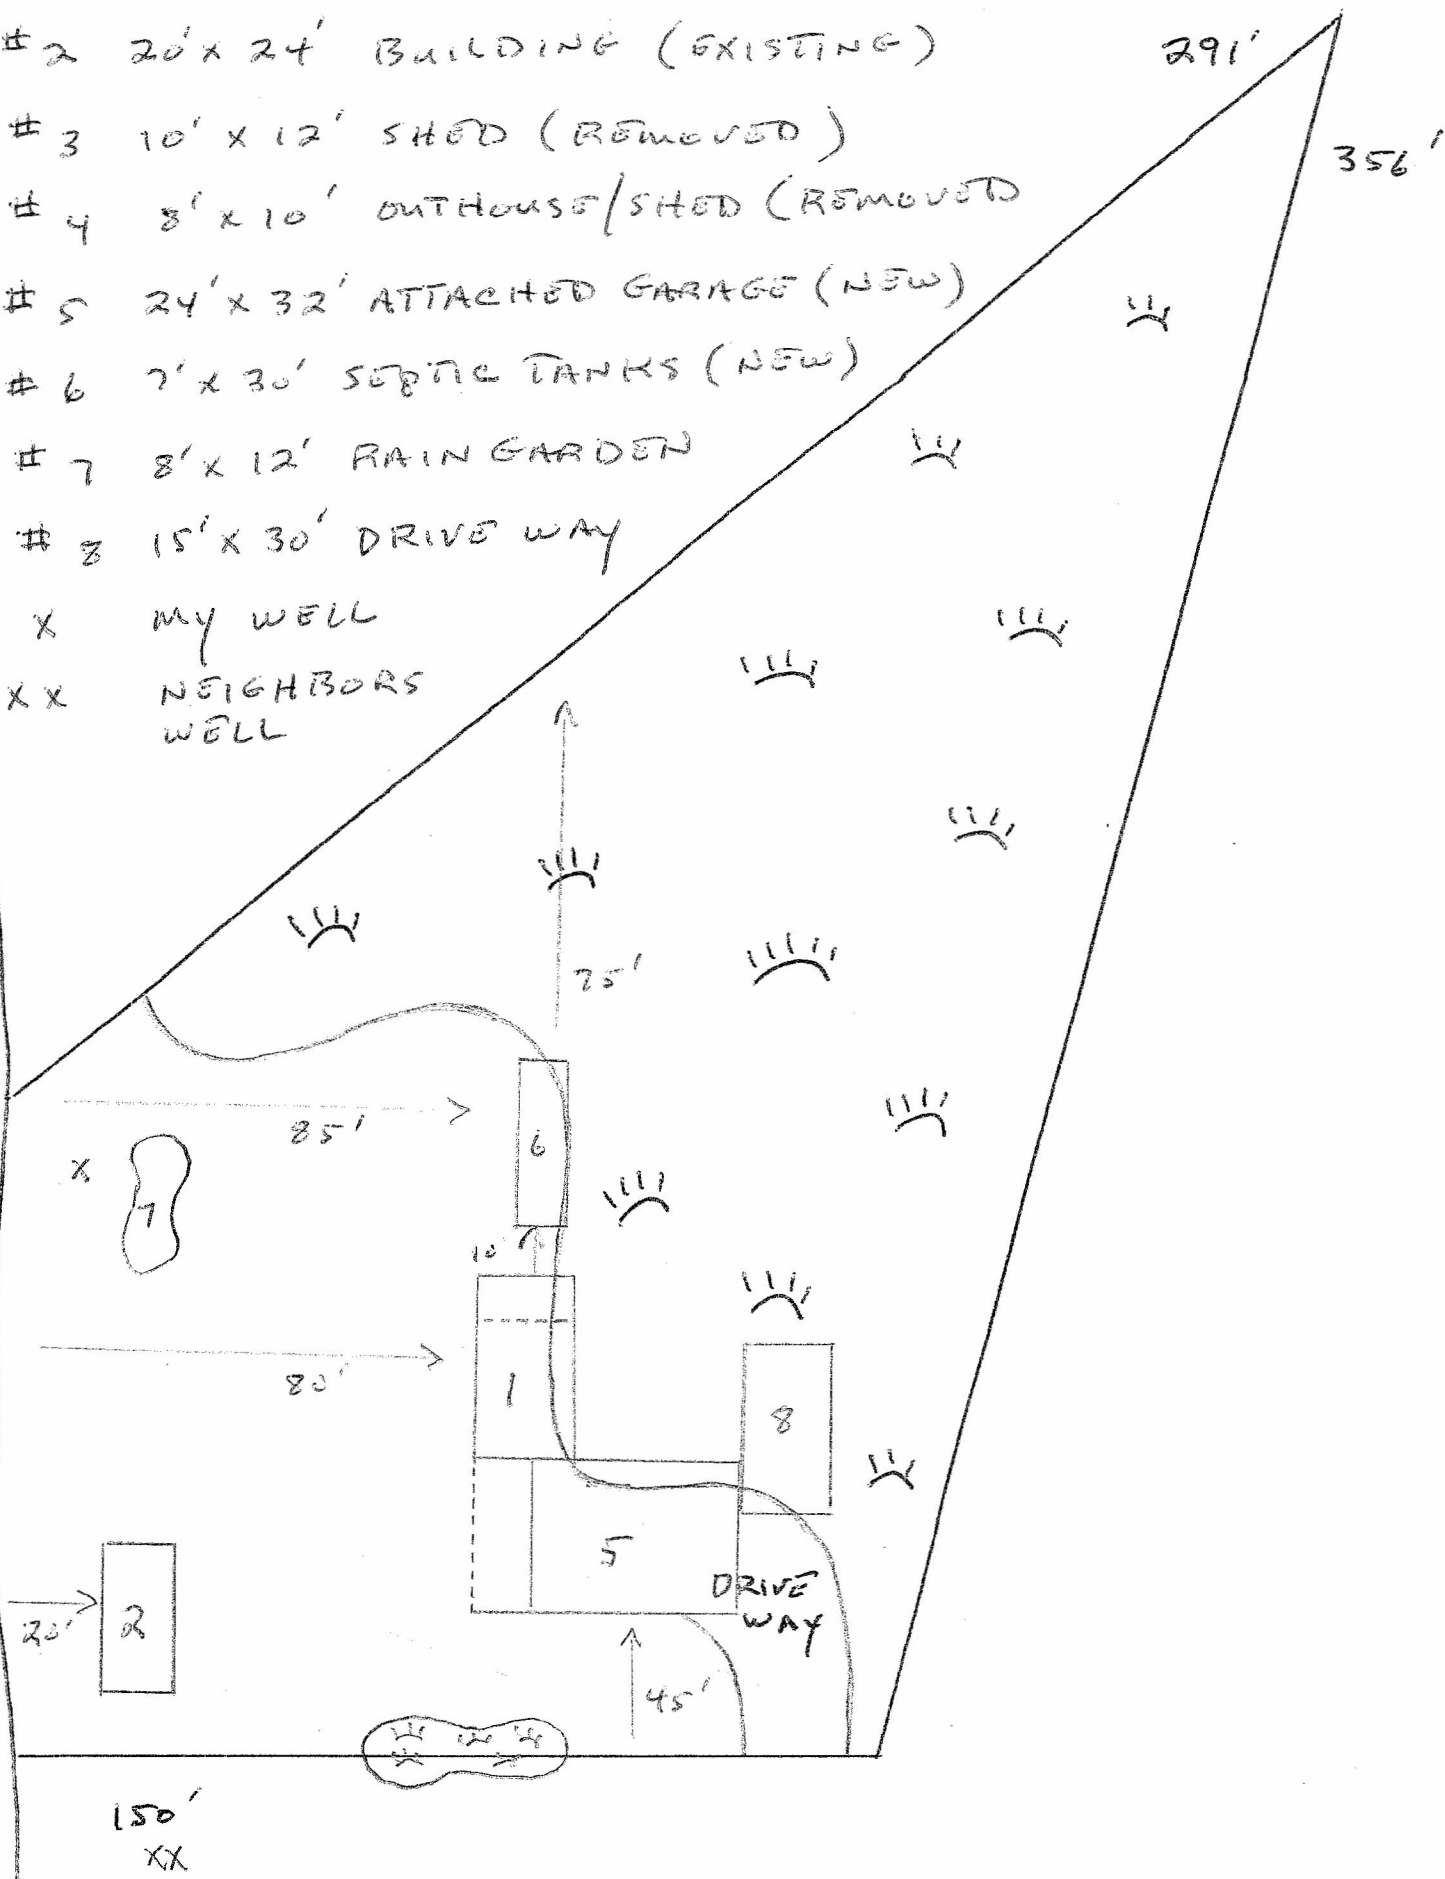 #2 20' x 24' BUILDING (EXISTING)
#3 10' x 12' SHED (REMOVED)
#4 8' x 10' OUTHOUSE/SHED (REMOVED
#5 24' x 32' ATTACHED GARAGE (NEW)
#6 7' x 30' SEPTIC TANKS (NEW)
#7 8' x 12' RAIN GARDEN
#8 15' x 30' DRIVE WAY
x MY WELL
xx NEIGHBORS
WELL
291'
356'
75'
85'
6
x
7
10'
80'
1
8
5
DRIVE
WAY
20'
2
45'
150'
xx